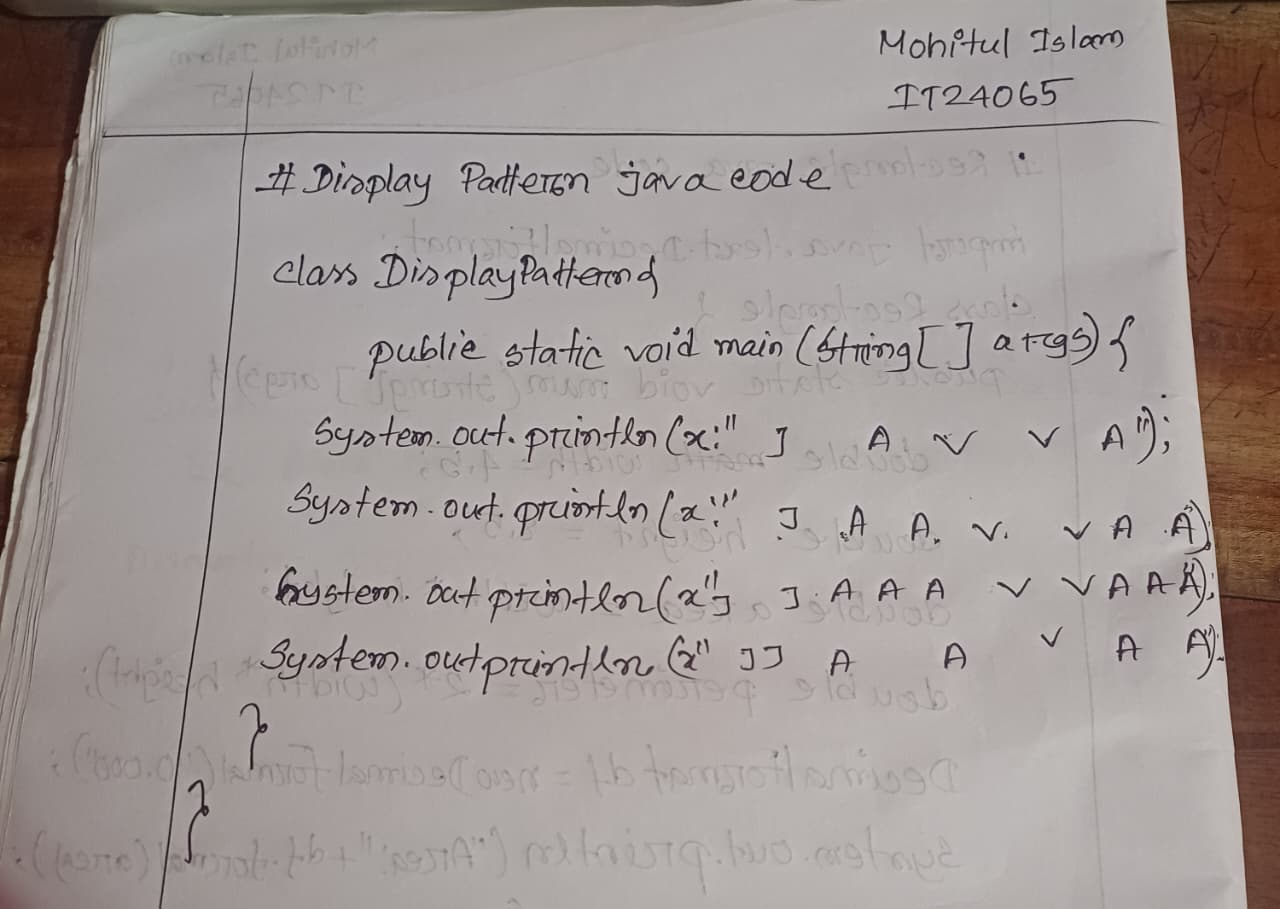 Mohitul Islam
IT24065
# Display Pattern java code
class DisplayPattern{
public static void main (String[] args) {
System.out.println (x:" J A V V A");
System.out.println (x:" J A A V. V A A");
System.out println (x" J J A A A V V A A A");
System.out println (x" J J A A V A A");
}
}